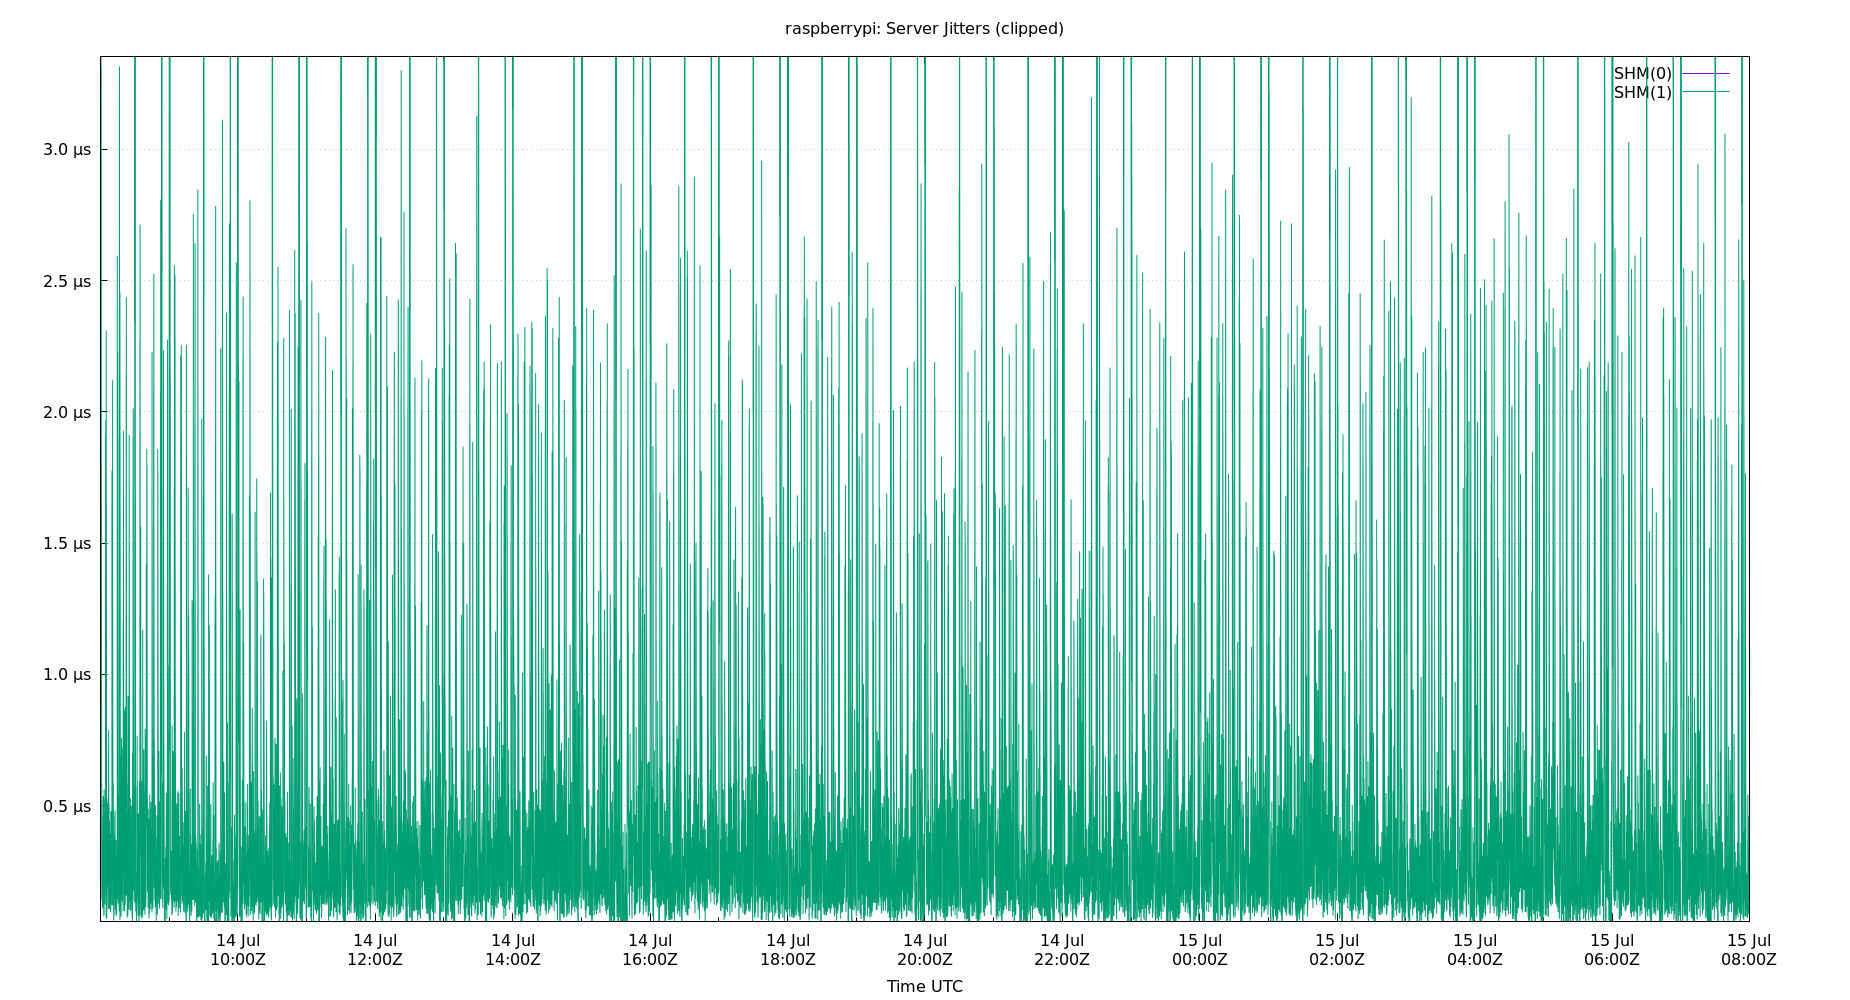 raspberrypi: Server Jitters (clipped)
SHM(0)
SHM(1)
3.0 µs
2.5 µs
2.0 µs
1.5 µs
1.0 µs
0.5 µs
14 Jul 14 Jul 14 Jul 14 Jul 14 Jul 14 Jul 14 Jul 15 Jul 15 Jul 15 Jul 15 Jul 15 Jul
10:00Z 12:00Z 14:00Z 16:00Z 18:00Z 20:00Z 22:00Z 00:00Z 02:00Z 04:00Z 06:00Z 08:00Z
Time UTC